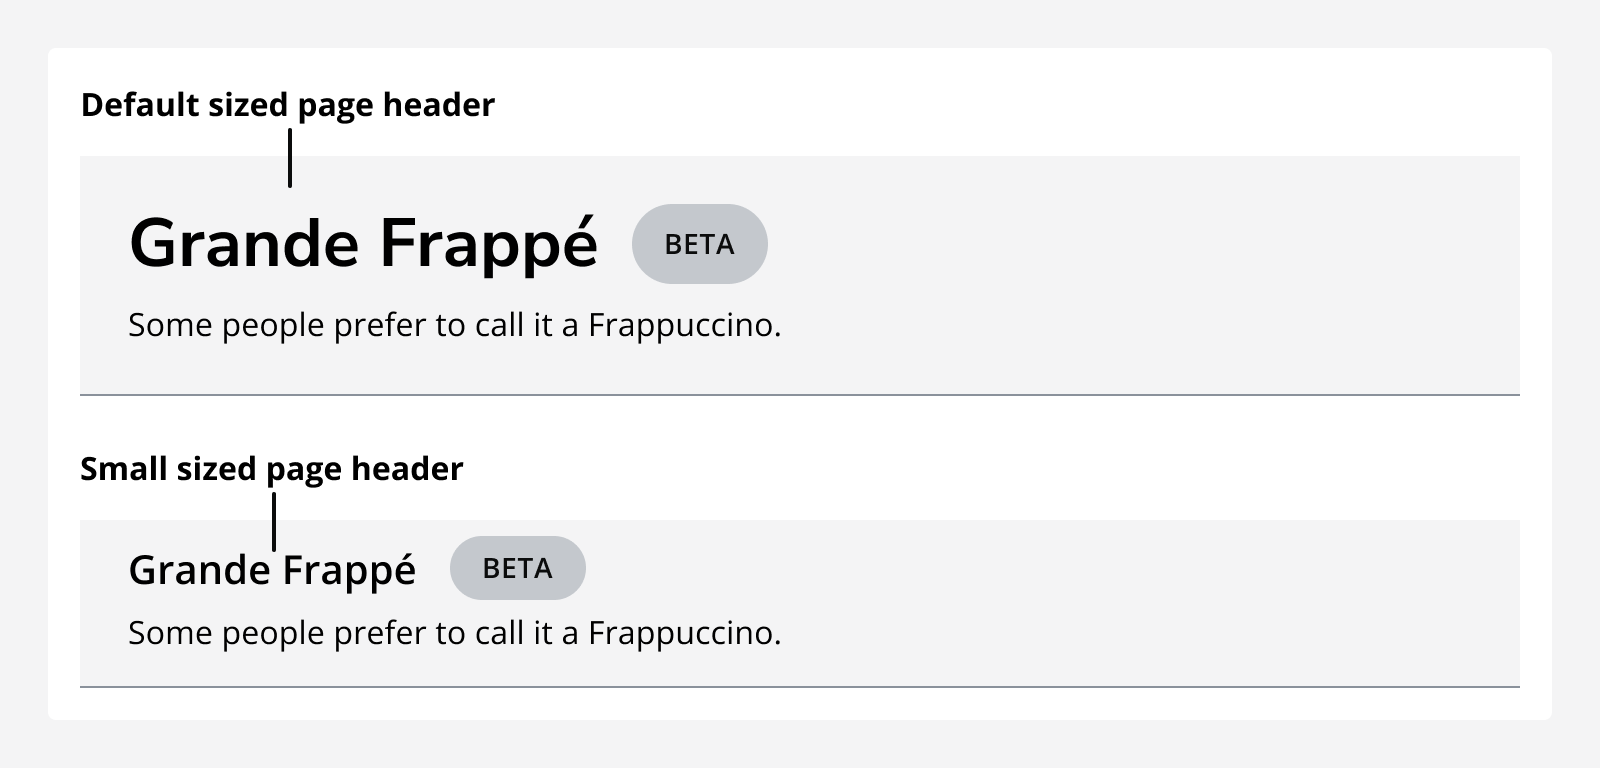 Default sized page header
Grande Frappé BETA
Some people prefer to call it a Frappuccino.
Small sized page header
Grande Frappé BETA
Some people prefer to call it a Frappuccino.